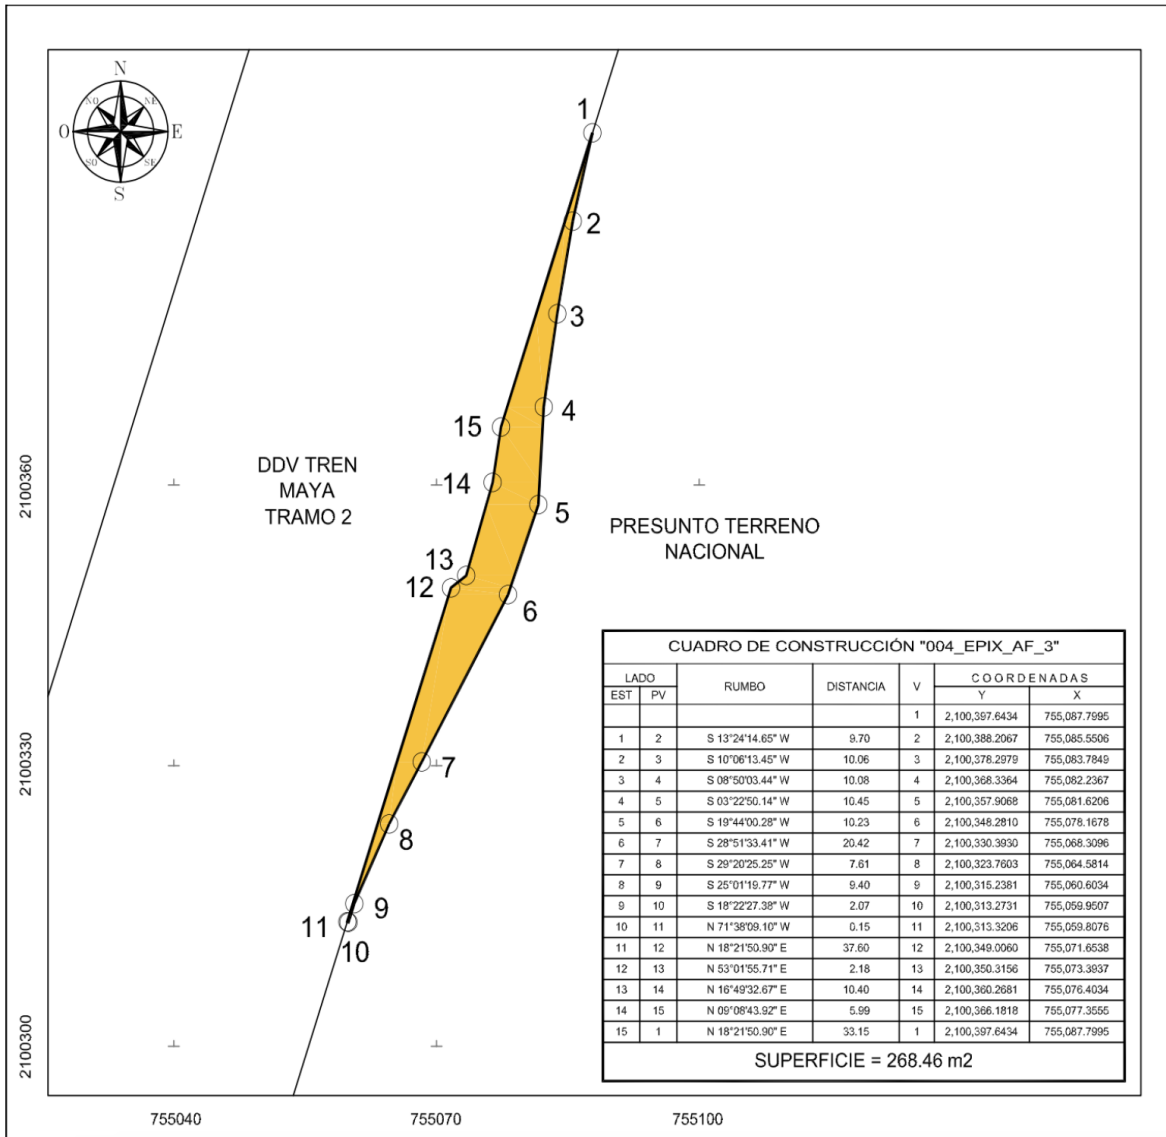 N
NO NE
O E
SO SE
S
1
2
3
4
15
14
5
13
12
6
7
8
9
11
10
DDV TREN
MAYA
TRAMO 2
PRESUNTO TERRENO
NACIONAL
2100360
2100330
2100300
755040 755070 755100
CUADRO DE CONSTRUCCIÓN "004_EPIX_AF_3"
LADO RUMBO DISTANCIA V COORDENADAS
EST PV Y X
1 2,100,397.6434 755,087.7995
1 2 S 13°24'14.65" W 9.70 2 2,100,388.2067 755,085.5506
2 3 S 10°06'13.45" W 10.06 3 2,100,378.2979 755,083.7849
3 4 S 08°50'03.44" W 10.08 4 2,100,368.3364 755,082.2367
4 5 S 03°22'50.14" W 10.45 5 2,100,357.9068 755,081.6206
5 6 S 19°44'00.28" W 10.23 6 2,100,348.2810 755,078.1678
6 7 S 28°51'33.41" W 20.42 7 2,100,330.3930 755,068.3096
7 8 S 29°20'25.25" W 7.61 8 2,100,323.7603 755,064.5814
8 9 S 25°01'19.77" W 9.40 9 2,100,315.2381 755,060.6034
9 10 S 18°22'27.38" W 2.07 10 2,100,313.2731 755,059.9507
10 11 N 71°38'09.10" W 0.15 11 2,100,313.3206 755,059.8076
11 12 N 18°21'50.90" E 37.60 12 2,100,349.0060 755,071.6538
12 13 N 53°01'55.71" E 2.18 13 2,100,350.3156 755,073.3937
13 14 N 16°49'32.67" E 10.40 14 2,100,360.2681 755,076.4034
14 15 N 09°08'43.92" E 5.99 15 2,100,366.1818 755,077.3555
15 1 N 18°21'50.90" E 33.15 1 2,100,397.6434 755,087.7995
SUPERFICIE = 268.46 m2